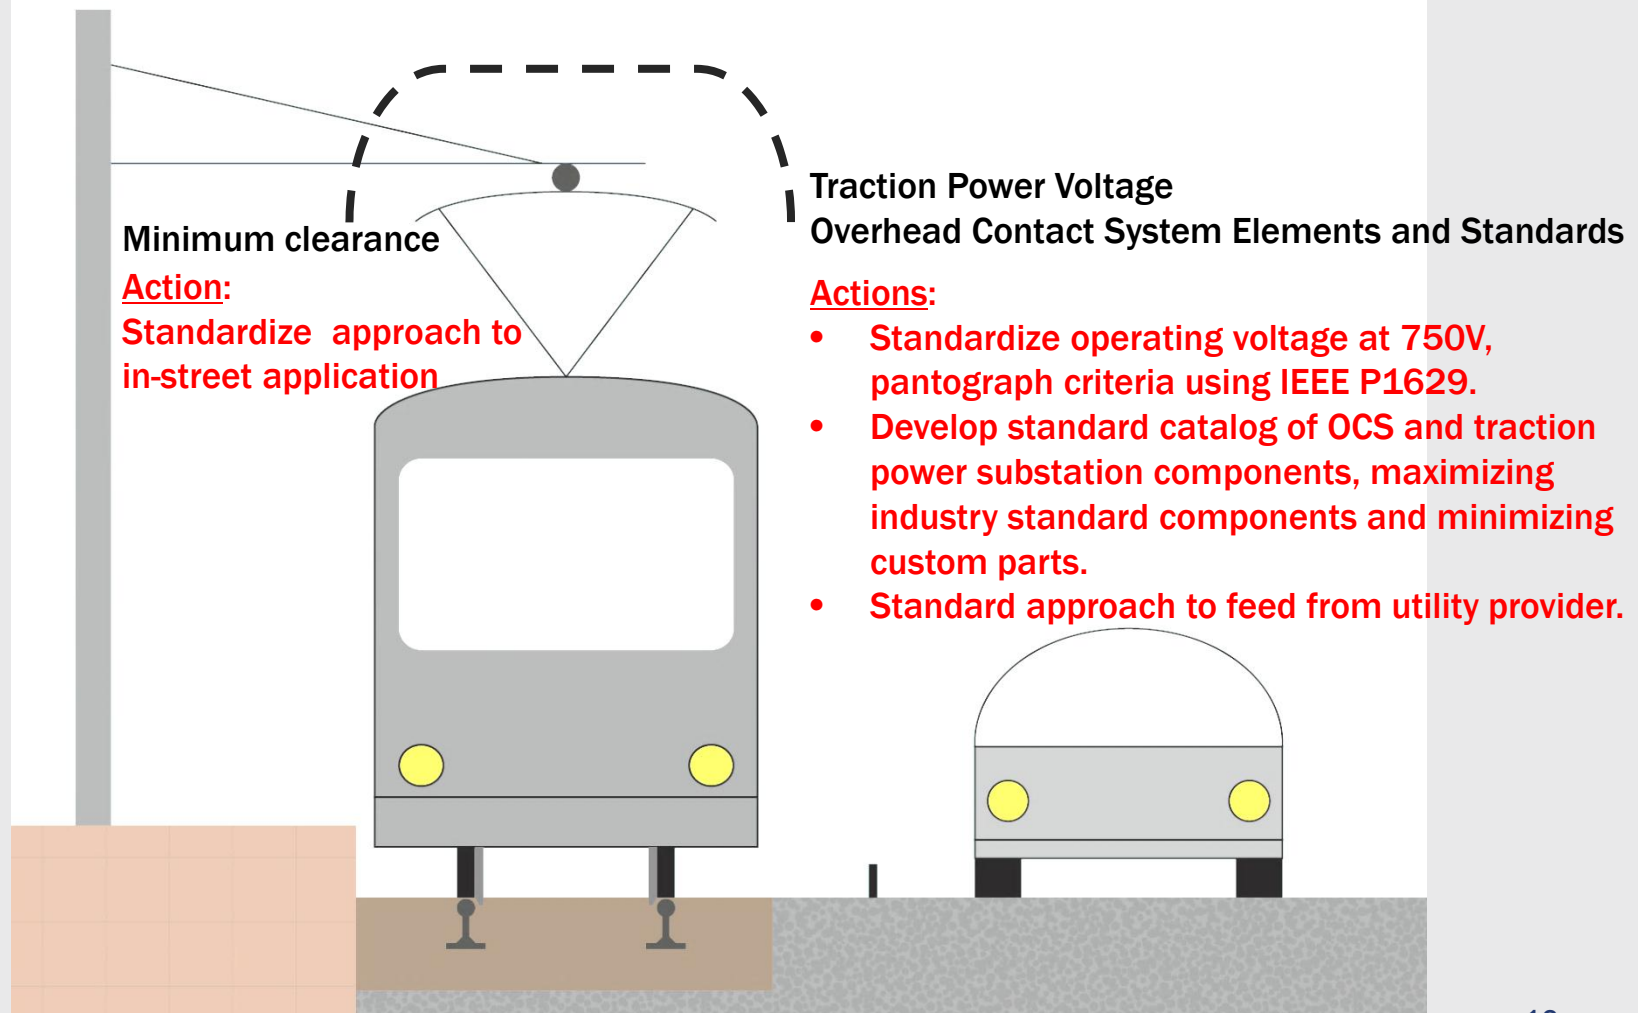 Minimum clearance
Action:
Standardize approach to
in-street application
Traction Power Voltage
Overhead Contact System Elements and Standards
Actions:
• Standardize operating voltage at 750V,
pantograph criteria using IEEE P1629.
• Develop standard catalog of OCS and traction
power substation components, maximizing
industry standard components and minimizing
custom parts.
• Standard approach to feed from utility provider.